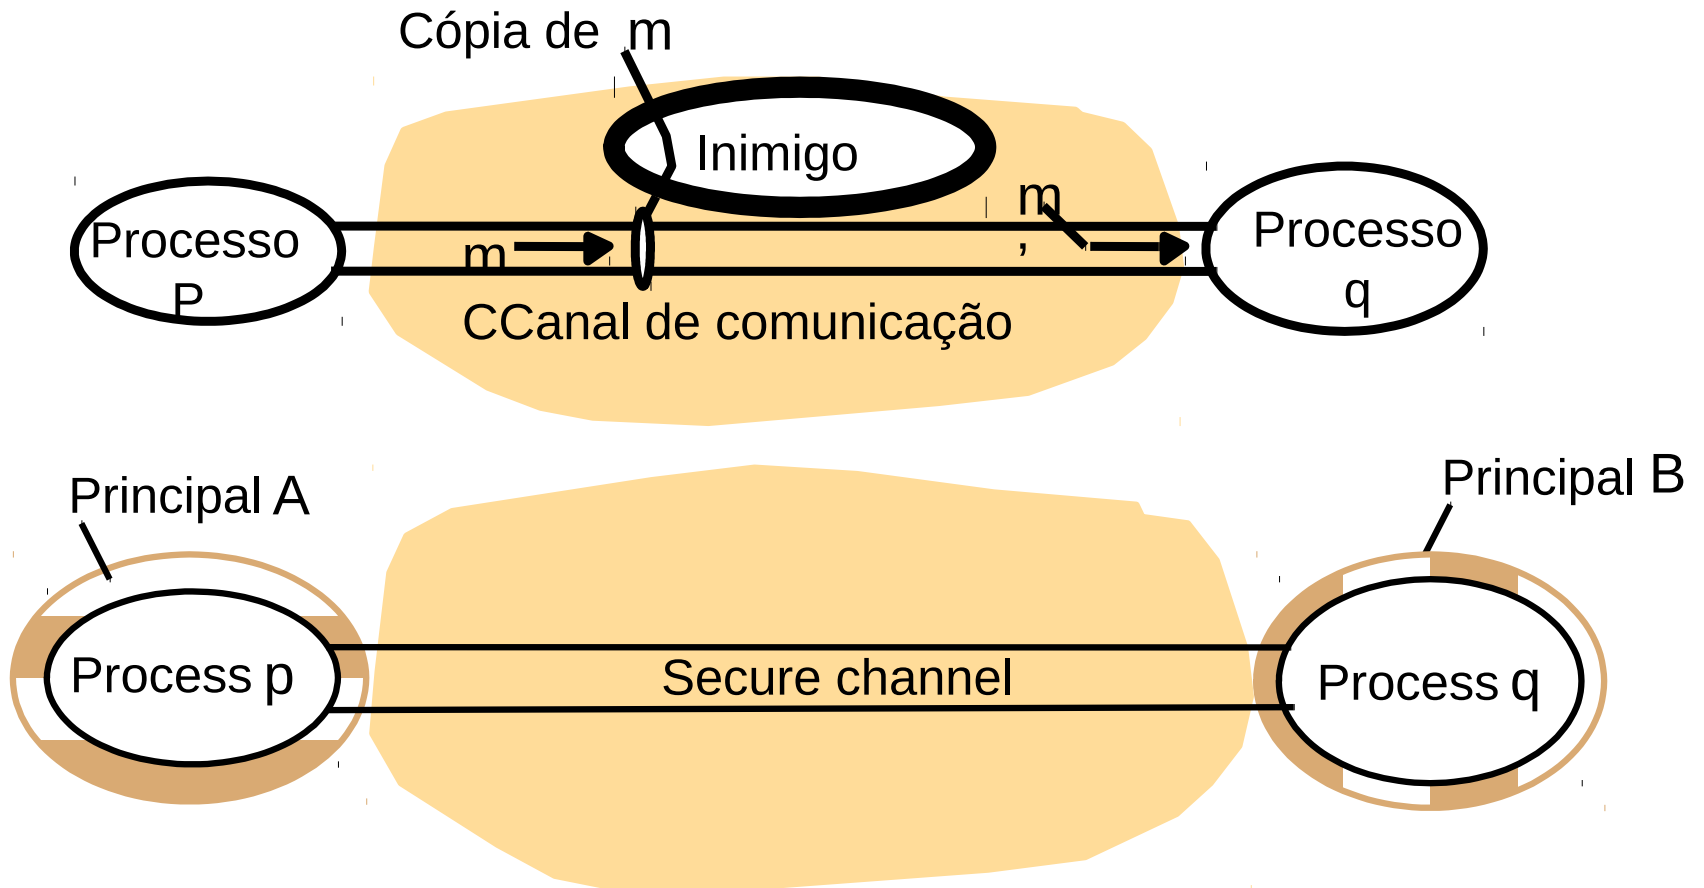 Cópia de m
Inimigo
m
’
Processo
P
m
Processo
q
CCanal de comunicação
Principal A
Principal B
Process p
Secure channel
Process q